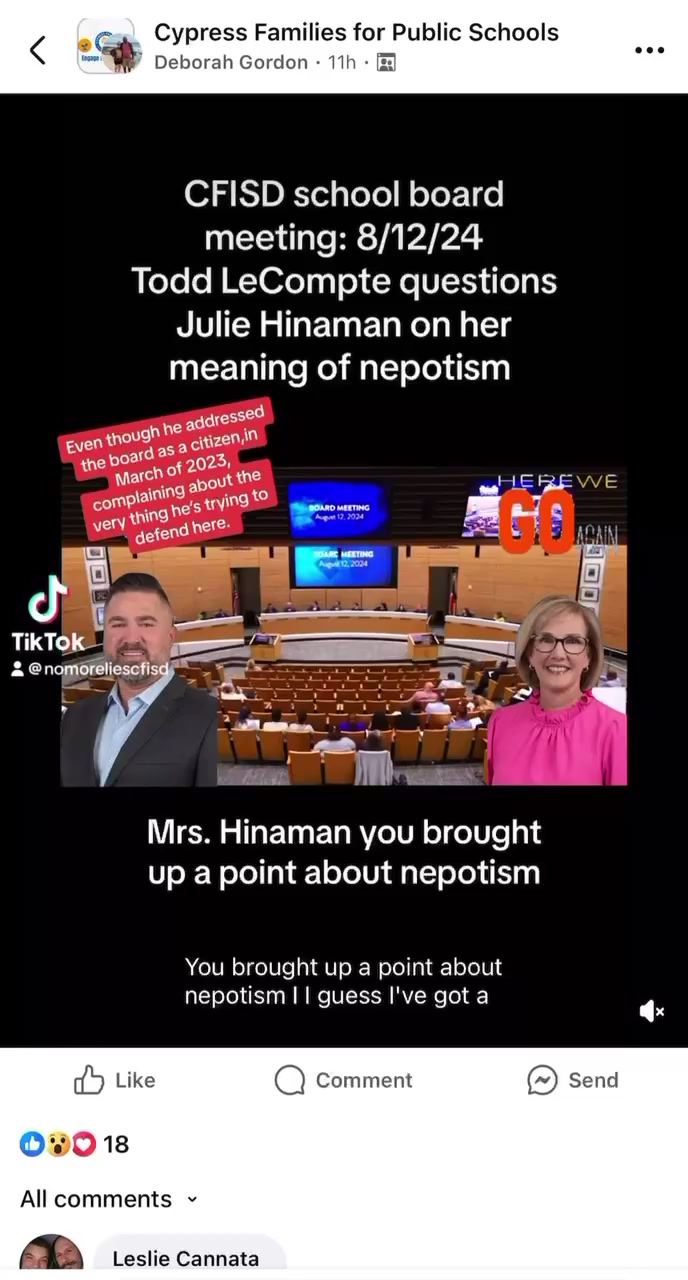 Cypress Families for Public Schools
Deborah Gordon · 11h ·
Engage
CFISD school board
meeting: 8/12/24
Todd LeCompte questions
Julie Hinaman on her
meaning of nepotism
Even though he addressed
the board as a citizen,in
March of 2023,
complaining about the
very thing he's trying to
defend here.
BOARD MEETING
August 12, 2024
BOARD MEETING
August 12, 2024
HERE WE
GO
AGAIN
TikTok
@nomoreliescfisd
Mrs. Hinaman you brought
up a point about nepotism
You brought up a point about
nepotism I I guess I've got a
Like
Comment
Send
18
All comments
Leslie Cannata